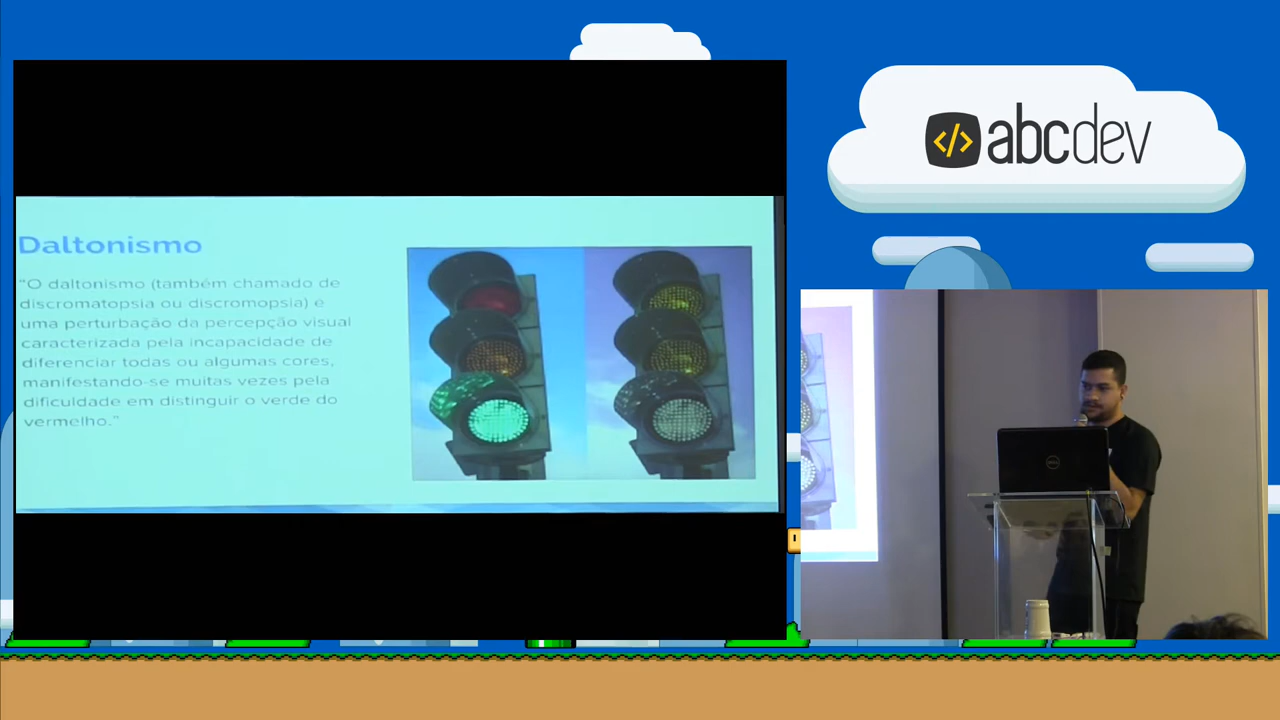 Daltonismo
"O daltonismo (também chamado de
discromatopsia ou discromopsia) é
uma perturbação da percepção visual
caracterizada pela incapacidade de
diferenciar todas ou algumas cores,
manifestando-se muitas vezes pela
dificuldade em distinguir o verde do
vermelho."
</> abcdev
DELL